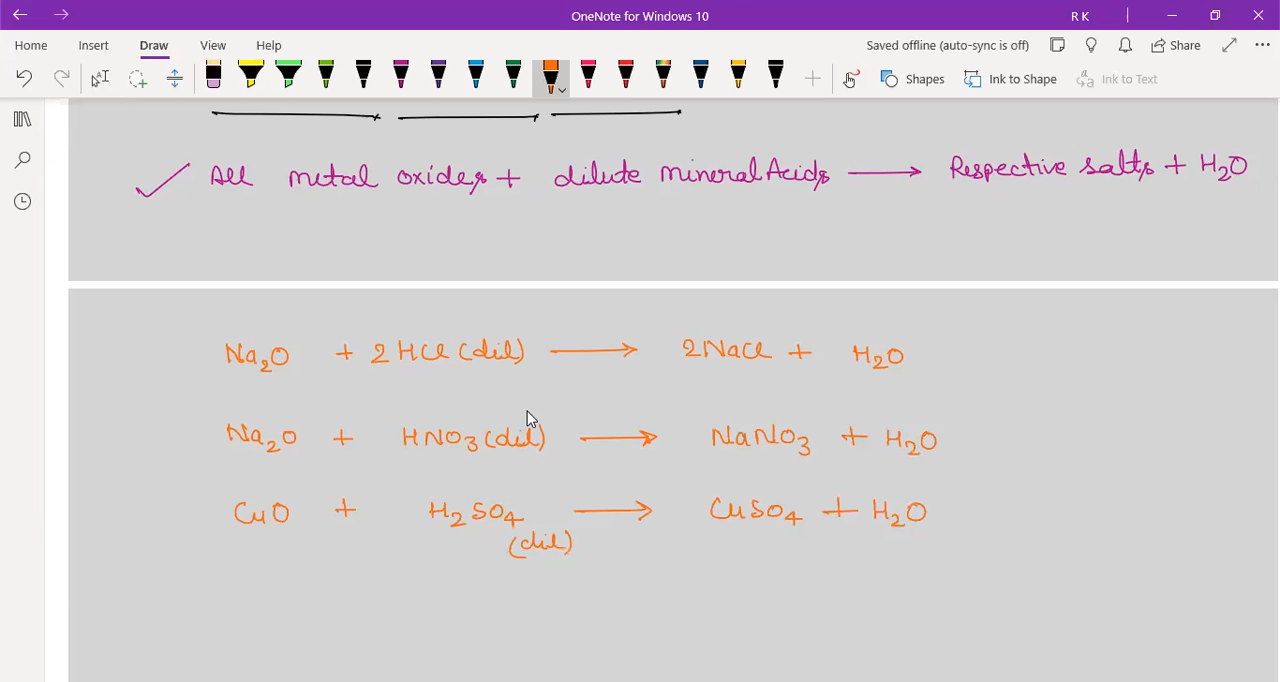 OneNote for Windows 10
R K
Home Insert Draw View Help
Saved offline (auto-sync is off) Share
Shapes Ink to Shape Ink to Text
All metal oxides + dilute mineral Acids ⟶ Respective salts + H₂O
Na₂O + 2HCl (dil) ⟶ 2NaCl + H₂O
Na₂O + HNO₃ (dil) ⟶ NaNO₃ + H₂O
CuO + H₂SO₄ ⟶ CuSO₄ + H₂O
(dil)